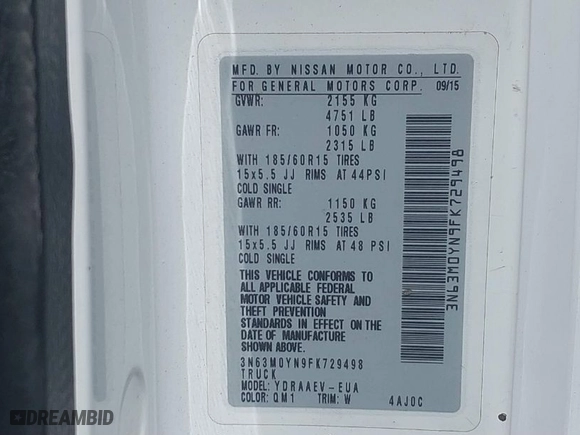 MFD. BY NISSAN MOTOR CO., LTD.
FOR GENERAL MOTORS CORP. 09/15
GVWR: 2155 KG
4751 LB
GAWR FR: 1050 KG
2315 LB
WITH 185/60R15 TIRES
15x5.5 JJ RIMS AT 44PSI
COLD SINGLE
GAWR RR: 1150 KG
2535 LB
WITH 185/60R15 TIRES
15x5.5 JJ RIMS AT 48 PSI
COLD SINGLE
THIS VEHICLE CONFORMS TO
ALL APPLICABLE FEDERAL
MOTOR VEHICLE SAFETY AND
THEFT PREVENTION
STANDARDS IN EFFECT ON THE
DATE OF MANUFACTURE
SHOWN ABOVE.
3N63M0YN9FK729498
TRUCK
MODEL: YDRAAEV-EUA
COLOR: QM1 TRIM: W 4AJ0C
3N63M0YN9FK729498
DREAMBID